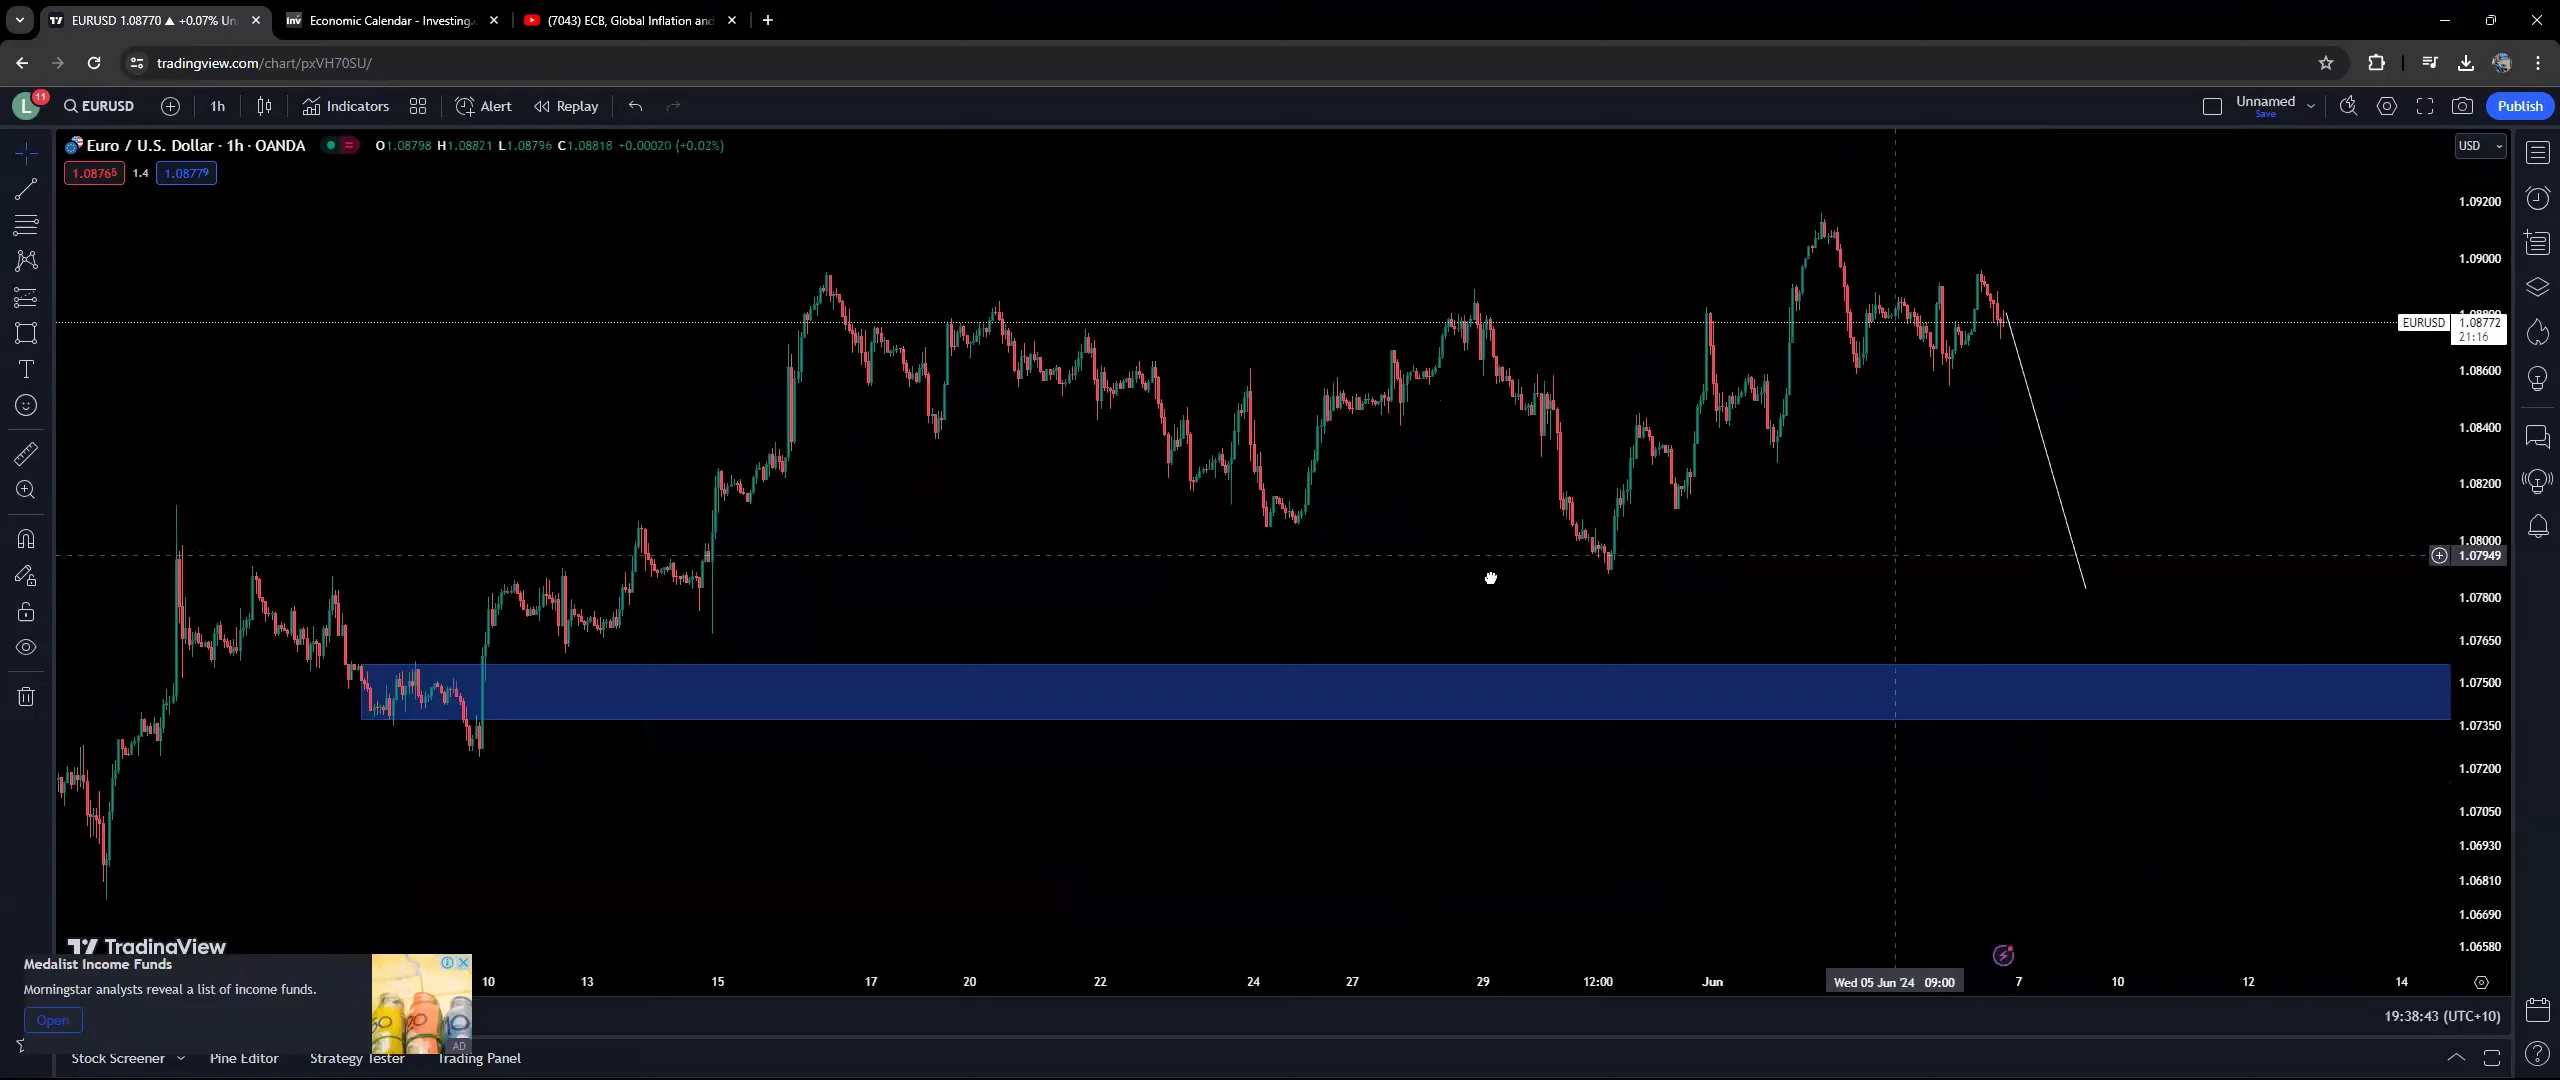 EURUSD 1.08770 ▲ +0.07% Un
Economic Calendar - Investing.
(7043) ECB, Global Inflation and
tradingview.com/chart/pxVH70SU/
L 11 EURUSD 1h Indicators Alert Replay Unnamed Save Publish
Euro / U.S. Dollar · 1h · OANDA O1.08798 H1.08821 L1.08796 C1.08818 +0.00020 (+0.02%) USD
1.08765 1.4 1.08779
1.09200
1.09000
EURUSD 1.08772
21:16
1.08600
1.08400
1.08200
1.08000
1.07949
1.07800
1.07650
1.07500
1.07350
1.07200
1.07050
1.06930
1.06810
1.06690
1.06580
TradingView
Medalist Income Funds
Morningstar analysts reveal a list of income funds.
Open
AD
10 13 15 17 20 22 24 27 29 12:00 Jun Wed 05 Jun '24 09:00 7 10 12 14
19:38:43 (UTC+10)
Stock Screener Pine Editor Strategy Tester Trading Panel